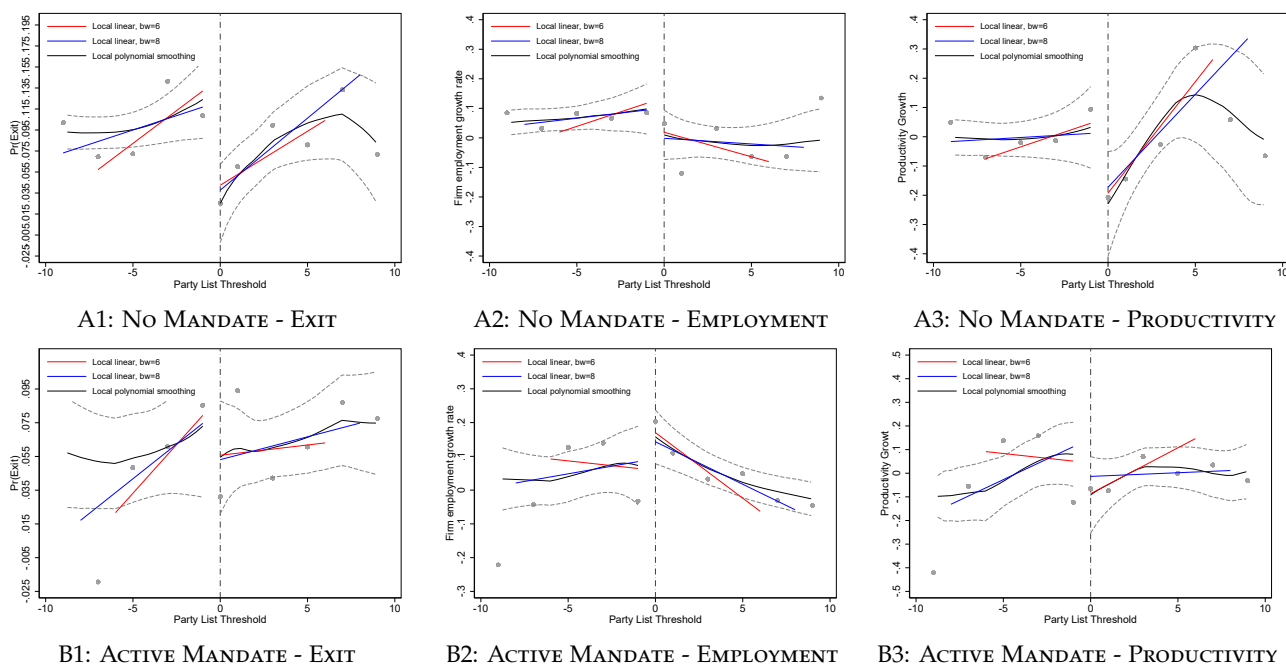 Local linear, bw=6
Local linear, bw=8
Local polynomial smoothing
Pr(Exit)
-.025-.005.015.035.055.075.095.115.135.155.175.195
-10 -5 0 5 10
Party List Threshold
A1: No Mandate - Exit
Local linear, bw=6
Local linear, bw=8
Local polynomial smoothing
Firm employment growth rate
-.4 -.3 -.2 -.1 0 .1 .2 .3 .4
-10 -5 0 5 10
Party List Threshold
A2: No Mandate - Employment
Local linear, bw=6
Local linear, bw=8
Local polynomial smoothing
Productivity Growth
-.4 -.3 -.2 -.1 0 .1 .2 .3 .4
-10 -5 0 5 10
Party List Threshold
A3: No Mandate - Productivity
Local linear, bw=6
Local linear, bw=8
Local polynomial smoothing
Pr(Exit)
-.025 -.005 .015 .035 .055 .075 .095
-10 -5 0 5 10
Party List Threshold
B1: Active Mandate - Exit
Local linear, bw=6
Local linear, bw=8
Local polynomial smoothing
Firm employment growth rate
-.3 -.2 -.1 0 .1 .2 .3 .4
-10 -5 0 5 10
Party List Threshold
B2: Active Mandate - Employment
Local linear, bw=6
Local linear, bw=8
Local polynomial smoothing
Productivity Growt
-.5 -.4 -.3 -.2 -.1 0 .1 .2 .3 .4 .5
-10 -5 0 5 10
Party List Threshold
B3: Active Mandate - Productivity